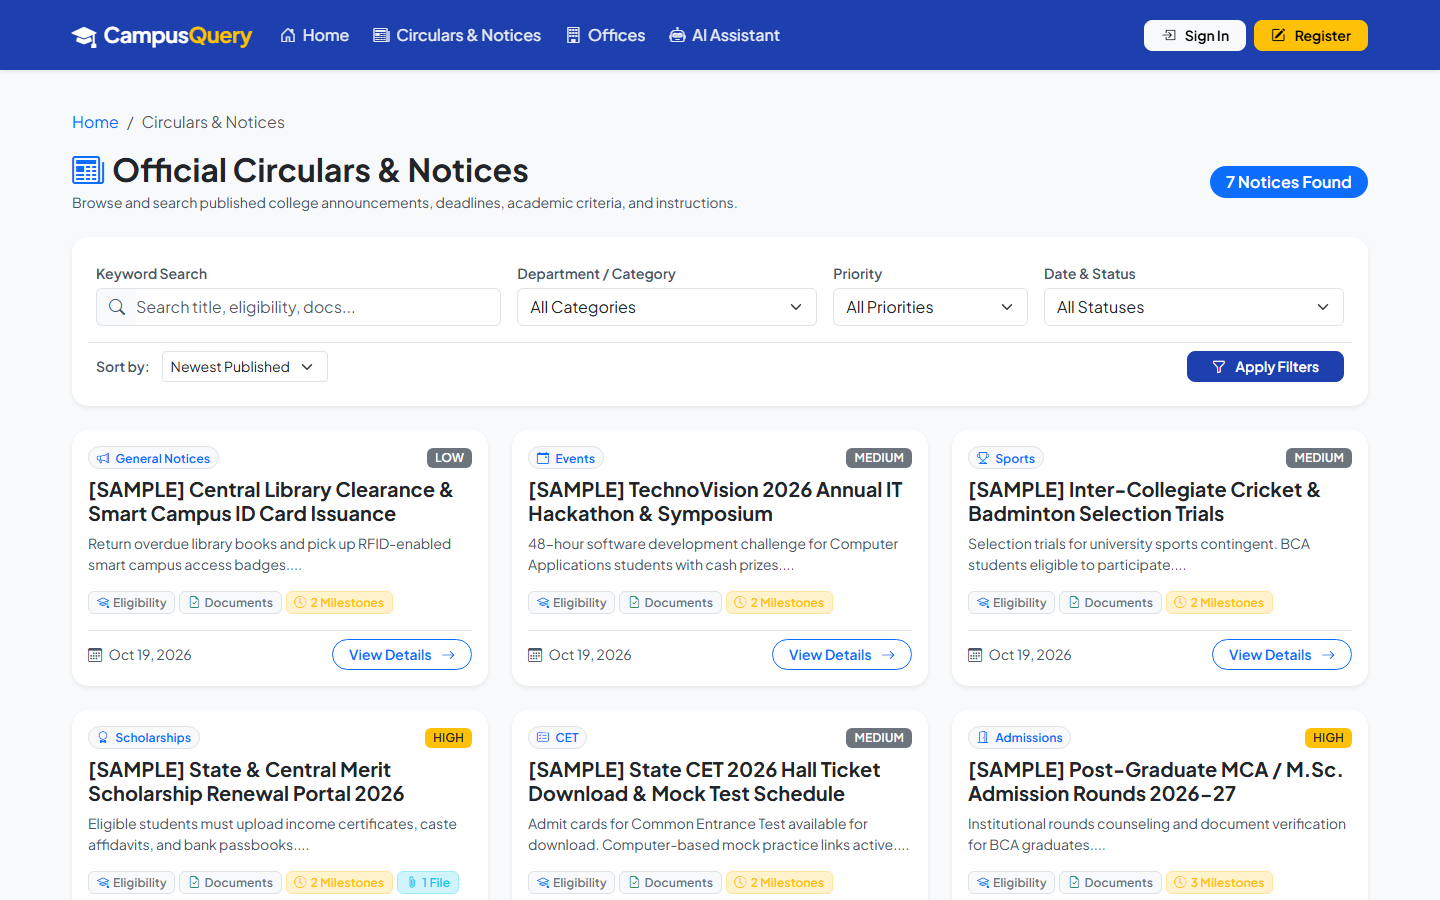 CampusQuery Home Circulars & Notices Offices AI Assistant Sign In Register
Home / Circulars & Notices
Official Circulars & Notices
7 Notices Found
Browse and search published college announcements, deadlines, academic criteria, and instructions.
Keyword Search Department / Category Priority Date & Status
Search title, eligibility, docs... All Categories All Priorities All Statuses
Sort by: Newest Published Apply Filters
General Notices LOW
[SAMPLE] Central Library Clearance &
Smart Campus ID Card Issuance
Return overdue library books and pick up RFID-enabled
smart campus access badges....
Eligibility Documents 2 Milestones
Oct 19, 2026 View Details
Events MEDIUM
[SAMPLE] TechnoVision 2026 Annual IT
Hackathon & Symposium
48-hour software development challenge for Computer
Applications students with cash prizes....
Eligibility Documents 2 Milestones
Oct 19, 2026 View Details
Sports MEDIUM
[SAMPLE] Inter-Collegiate Cricket &
Badminton Selection Trials
Selection trials for university sports contingent. BCA
students eligible to participate....
Eligibility Documents 2 Milestones
Oct 19, 2026 View Details
Scholarships HIGH
[SAMPLE] State & Central Merit
Scholarship Renewal Portal 2026
Eligible students must upload income certificates, caste
affidavits, and bank passbooks....
Eligibility Documents 2 Milestones 1 File
CET MEDIUM
[SAMPLE] State CET 2026 Hall Ticket
Download & Mock Test Schedule
Admit cards for Common Entrance Test available for
download. Computer-based mock practice links active....
Eligibility Documents 2 Milestones
Admissions HIGH
[SAMPLE] Post-Graduate MCA / M.Sc.
Admission Rounds 2026-27
Institutional rounds counseling and document verification
for BCA graduates....
Eligibility Documents 3 Milestones